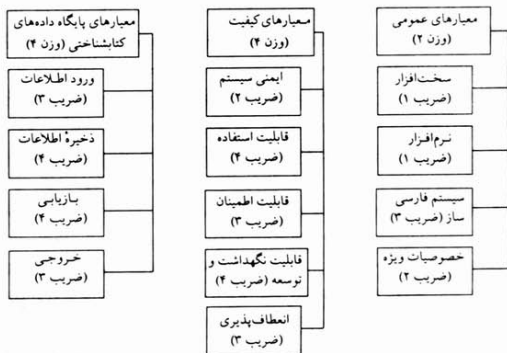 معیارهای عمومی
(وزن ۲)
سخت‌افزار
(ضریب ۱)
نرم‌افزار
(ضریب ۱)
سیستم فارسی
ساز (ضریب ۳)
خصوصیات ویژه
(ضریب ۲)
معیارهای کیفیت
(وزن ۴)
ایمنی سیستم
(ضریب ۲)
قابلیت استفاده
(ضریب ۴)
قابلیت اطمینان
(ضریب ۳)
قابلیت نگهداشت و
توسعه (ضریب ۴)
انعطاف‌پذیری
(ضریب ۳)
معیارهای پایگاه داده‌های
کتابشناختی (وزن ۴)
ورود اطلاعات
(ضریب ۳)
ذخیرهٔ اطلاعات
(ضریب ۴)
بازیابی
(ضریب ۴)
خروجی
(ضریب ۳)